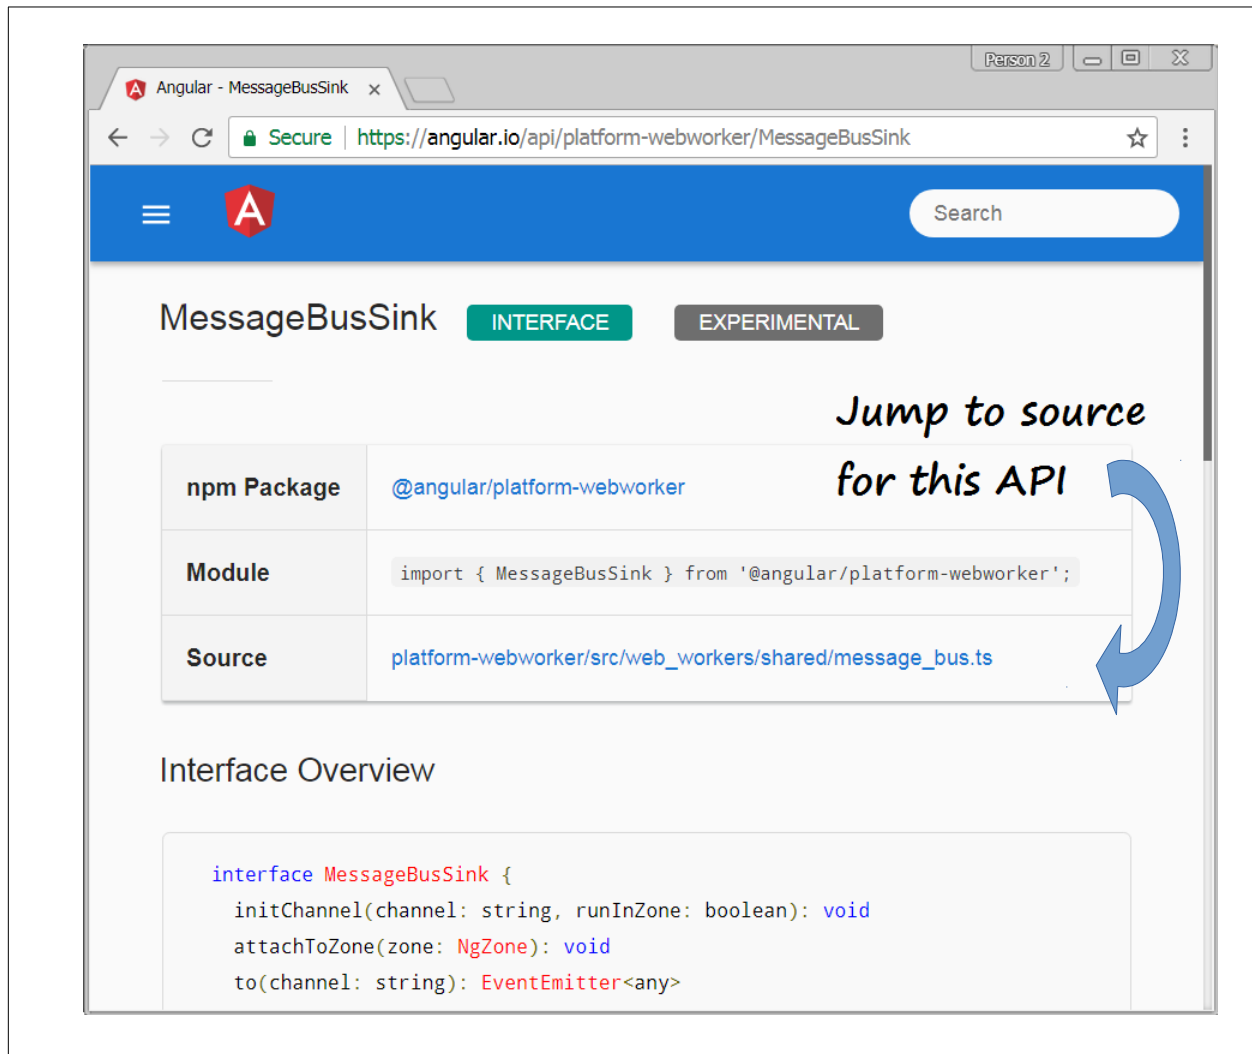 Person 2
Angular - MessageBusSink
Secure https://angular.io/api/platform-webworker/MessageBusSink
A
Search
MessageBusSink INTERFACE EXPERIMENTAL
Jump to source
for this API
npm Package @angular/platform-webworker
Module import { MessageBusSink } from '@angular/platform-webworker';
Source platform-webworker/src/web_workers/shared/message_bus.ts
Interface Overview
interface MessageBusSink {
initChannel(channel: string, runInZone: boolean): void
attachToZone(zone: NgZone): void
to(channel: string): EventEmitter<any>